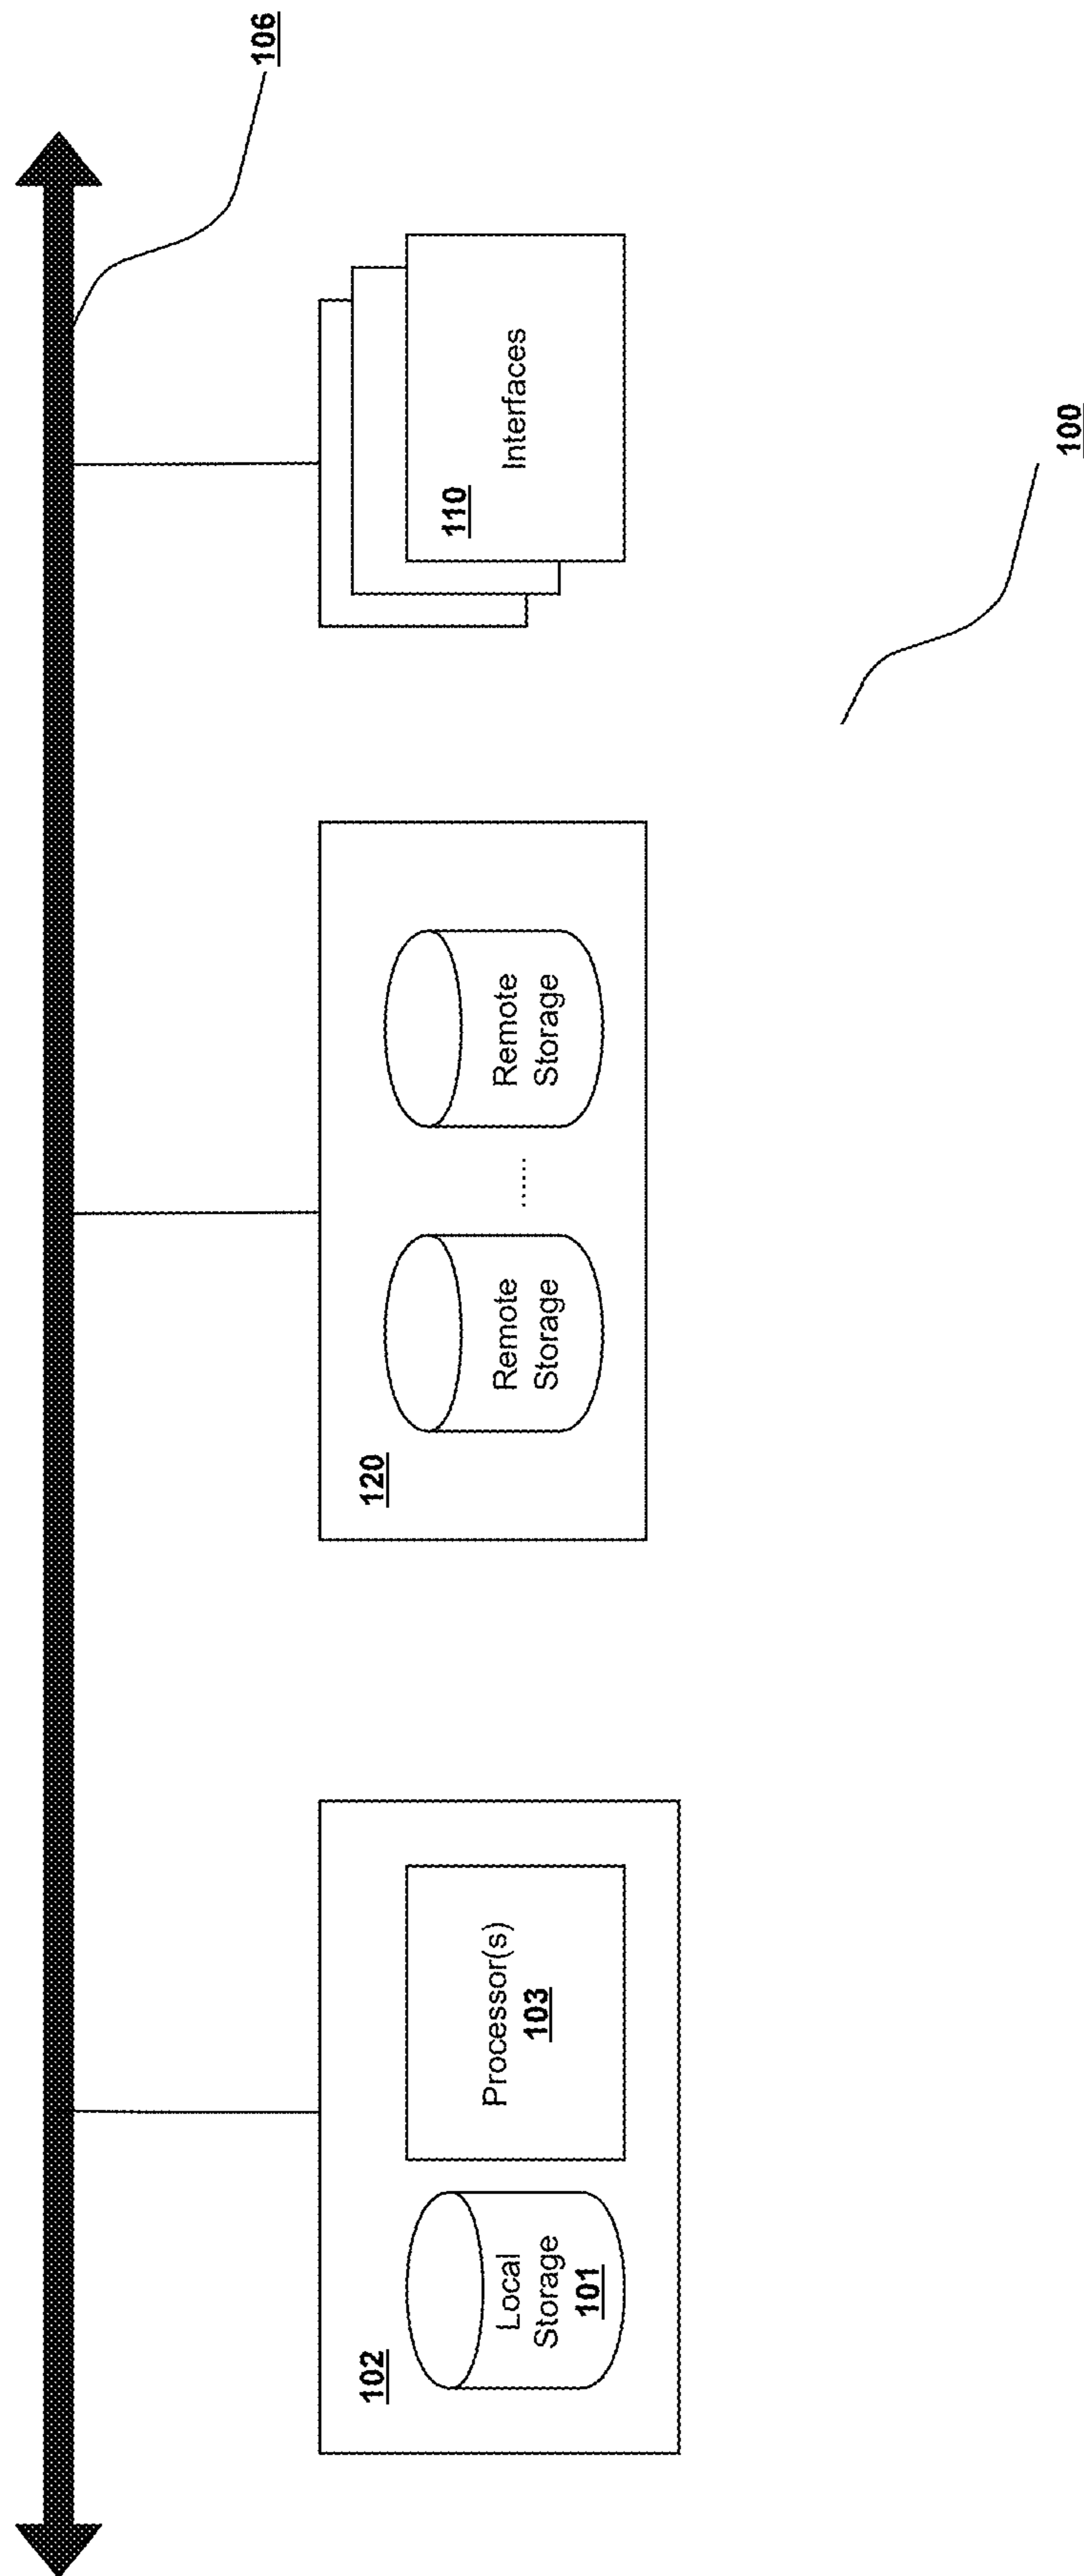 106
102
Local
Storage
101
Processor(s)
103
120
Remote
Storage
......
Remote
Storage
110
Interfaces
100